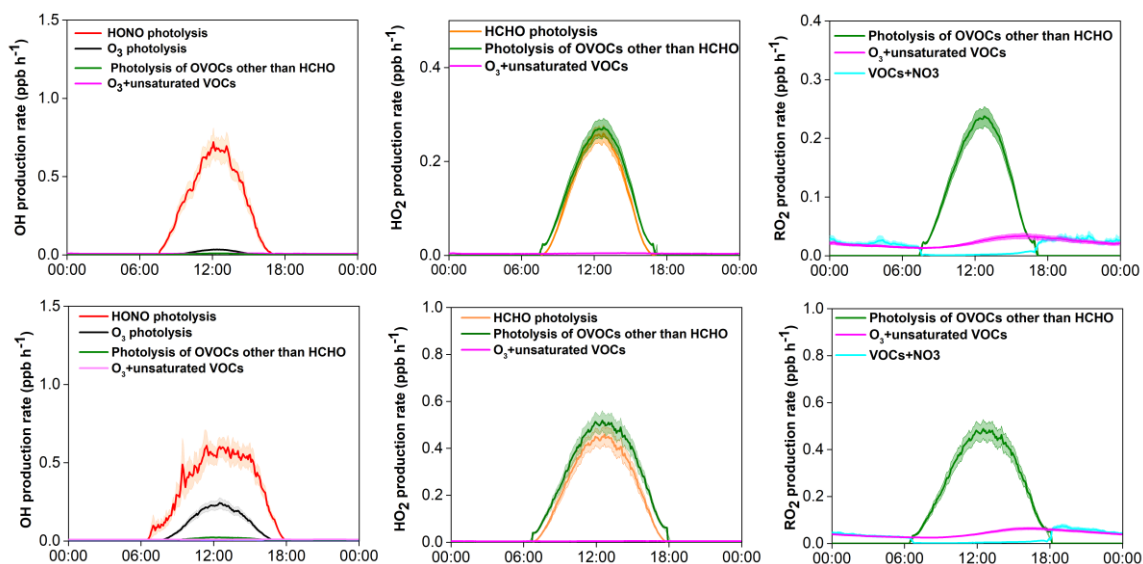 OH production rate (ppb h⁻¹)
1.5
1.0
0.5
0.0
HONO photolysis
O₃ photolysis
Photolysis of OVOCs other than HCHO
O₃+unsaturated VOCs
00:00 06:00 12:00 18:00 00:00
HO₂ production rate (ppb h⁻¹)
0.4
0.2
0.0
HCHO photolysis
Photolysis of OVOCs other than HCHO
O₃+unsaturated VOCs
00:00 06:00 12:00 18:00 00:00
RO₂ production rate (ppb h⁻¹)
0.4
0.3
0.2
0.1
0.0
Photolysis of OVOCs other than HCHO
O₃+unsaturated VOCs
VOCs+NO3
00:00 06:00 12:00 18:00 00:00
OH production rate (ppb h⁻¹)
1.5
1.0
0.5
0.0
HONO photolysis
O₃ photolysis
Photolysis of OVOCs other than HCHO
O₃+unsaturated VOCs
00:00 06:00 12:00 18:00 00:00
HO₂ production rate (ppb h⁻¹)
1.0
0.8
0.6
0.4
0.2
0.0
HCHO photolysis
Photolysis of OVOCs other than HCHO
O₃+unsaturated VOCs
00:00 06:00 12:00 18:00 00:00
RO₂ production rate (ppb h⁻¹)
1.0
0.8
0.6
0.4
0.2
0.0
Photolysis of OVOCs other than HCHO
O₃+unsaturated VOCs
VOCs+NO3
00:00 06:00 12:00 18:00 00:00